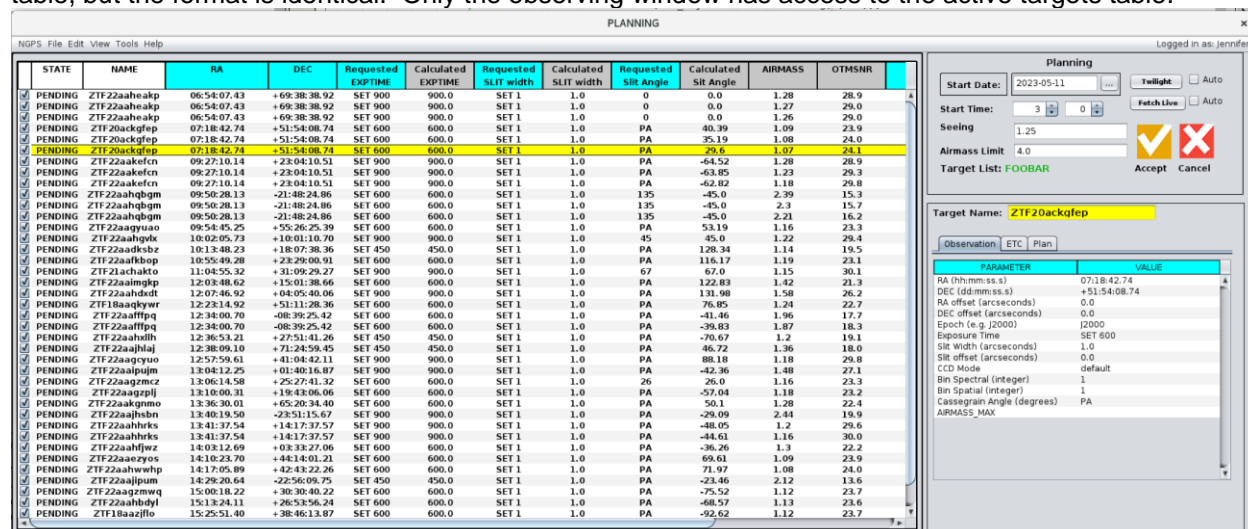 table, but the format is identical. Only the observing window has access to the active targets table.
PLANNING
NGPS File Edit View Tools Help Logged in as: Jennifer
STATE NAME RA DEC Requested EXPTIME Calculated EXPTIME Requested SLIT width Calculated SLIT width Requested Slit Angle Calculated Slt Angle AIRMASS OTMSNR
PENDING ZTF22aaheakp 06:54:07.43 +69:38:38.92 SET 900 900.0 SET 1 1.0 0 0.0 1.28 28.9
PENDING ZTF22aaheakp 06:54:07.43 +69:38:38.92 SET 900 900.0 SET 1 1.0 0 0.0 1.27 29.0
PENDING ZTF22aaheakp 06:54:07.43 +69:38:38.92 SET 900 900.0 SET 1 1.0 0 0.0 1.26 29.0
PENDING ZTF20ackgfep 07:18:42.74 +51:54:08.74 SET 600 600.0 SET 1 1.0 PA 40.39 1.09 23.9
PENDING ZTF20ackgfep 07:18:42.74 +51:54:08.74 SET 600 600.0 SET 1 1.0 PA 35.19 1.08 24.0
PENDING ZTF20ackgfep 07:18:42.74 +51:54:08.74 SET 600 600.0 SET 1 1.0 PA 29.6 1.07 24.1
PENDING ZTF22aakefcn 09:27:10.14 +23:04:10.51 SET 900 900.0 SET 1 1.0 PA -64.52 1.28 28.9
PENDING ZTF22aakefcn 09:27:10.14 +23:04:10.51 SET 900 900.0 SET 1 1.0 PA -63.85 1.23 29.3
PENDING ZTF22aakefcn 09:27:10.14 +23:04:10.51 SET 900 900.0 SET 1 1.0 PA -62.82 1.18 29.8
PENDING ZTF22aahqbgm 09:50:28.13 -21:48:24.86 SET 600 600.0 SET 1 1.0 135 -45.0 2.39 15.3
PENDING ZTF22aahqbgm 09:50:28.13 -21:48:24.86 SET 600 600.0 SET 1 1.0 135 -45.0 2.3 15.7
PENDING ZTF22aahqbgm 09:50:28.13 -21:48:24.86 SET 600 600.0 SET 1 1.0 135 -45.0 2.21 16.2
PENDING ZTF22aagyuao 09:54:45.25 +55:26:25.39 SET 600 600.0 SET 1 1.0 PA 53.19 1.16 23.3
PENDING ZTF22aahgvlx 10:02:05.73 +10:01:10.70 SET 900 900.0 SET 1 1.0 45 45.0 1.22 29.4
PENDING ZTF22aadksbz 10:13:48.23 +18:07:38.36 SET 450 450.0 SET 1 1.0 PA 128.34 1.14 19.5
PENDING ZTF22aafkbop 10:55:49.28 +23:29:00.91 SET 600 600.0 SET 1 1.0 PA 116.17 1.19 23.1
PENDING ZTF21achakto 11:04:55.32 +31:09:29.27 SET 900 900.0 SET 1 1.0 67 67.0 1.15 30.1
PENDING ZTF22aaimgkp 12:03:48.62 +15:01:38.66 SET 600 600.0 SET 1 1.0 PA 122.83 1.42 21.3
PENDING ZTF22aahdxdt 12:07:46.92 +04:05:40.06 SET 900 900.0 SET 1 1.0 PA 131.98 1.58 26.2
PENDING ZTF18aaqkywr 12:23:14.92 +51:11:28.36 SET 600 600.0 SET 1 1.0 PA 76.85 1.24 22.7
PENDING ZTF22aafffpq 12:34:00.70 -08:39:25.42 SET 600 600.0 SET 1 1.0 PA -41.46 1.96 17.7
PENDING ZTF22aafffpq 12:34:00.70 -08:39:25.42 SET 600 600.0 SET 1 1.0 PA -39.83 1.87 18.3
PENDING ZTF22aahxllh 12:36:53.21 +27:51:41.26 SET 450 450.0 SET 1 1.0 PA -70.67 1.2 19.1
PENDING ZTF22aajhlaj 12:38:09.10 +71:24:59.45 SET 450 450.0 SET 1 1.0 PA 46.72 1.36 18.0
PENDING ZTF22aagcyuo 12:57:59.61 +41:04:42.11 SET 900 900.0 SET 1 1.0 PA 88.18 1.18 29.8
PENDING ZTF22aaipujm 13:04:12.25 +01:40:16.87 SET 900 900.0 SET 1 1.0 PA -42.36 1.48 27.1
PENDING ZTF22aagzmcz 13:06:14.58 +25:27:41.32 SET 600 600.0 SET 1 1.0 26 26.0 1.16 23.3
PENDING ZTF22aagzplj 13:10:00.31 +19:43:06.06 SET 600 600.0 SET 1 1.0 PA -57.04 1.18 23.2
PENDING ZTF22aakgnmo 13:36:30.01 +65:20:34.40 SET 600 600.0 SET 1 1.0 PA 50.1 1.28 22.4
PENDING ZTF22aajhsbn 13:40:19.50 -23:51:15.67 SET 900 900.0 SET 1 1.0 PA -29.09 2.44 19.9
PENDING ZTF22aahhrks 13:41:37.54 +14:17:37.57 SET 900 900.0 SET 1 1.0 PA -48.05 1.2 29.6
PENDING ZTF22aahhrks 13:41:37.54 +14:17:37.57 SET 900 900.0 SET 1 1.0 PA -44.61 1.16 30.0
PENDING ZTF22aahfjwz 14:03:12.69 +03:33:27.06 SET 600 600.0 SET 1 1.0 PA -36.26 1.3 22.2
PENDING ZTF22aaezyos 14:10:23.70 +44:14:01.21 SET 600 600.0 SET 1 1.0 PA 69.61 1.09 23.9
PENDING ZTF22aahwwhp 14:17:05.89 +42:43:22.26 SET 600 600.0 SET 1 1.0 PA 71.97 1.08 24.0
PENDING ZTF22aajipum 14:29:20.64 -22:56:09.75 SET 450 450.0 SET 1 1.0 PA -23.46 2.12 13.6
PENDING ZTF22aagzmwq 15:00:18.22 +30:30:40.22 SET 600 600.0 SET 1 1.0 PA -75.52 1.12 23.7
PENDING ZTF22aahbdyl 15:13:24.11 +26:53:56.24 SET 600 600.0 SET 1 1.0 PA -68.57 1.13 23.6
PENDING ZTF18aazjflo 15:25:51.40 +38:46:13.87 SET 600 600.0 SET 1 1.0 PA -92.62 1.12 23.7
Planning
Start Date: 2023-05-11 ... Twilight Auto
Start Time: 3 0 Fetch Live Auto
Seeing 1.25
Airmass Limit 4.0
Target List: FOOBAR Accept Cancel
Target Name: ZTF20ackgfep
Observation ETC Plan
PARAMETER VALUE
RA (hh:mm:ss.s) 07:18:42.74
DEC (dd:mm:ss.s) +51:54:08.74
RA offset (arcseconds) 0.0
DEC offset (arcseconds) 0.0
Epoch (e.g. J2000) J2000
Exposure Time SET 600
Slit Width (arcseconds) 1.0
Slit offset (arcseconds) 0.0
CCD Mode default
Bin Spectral (integer) 1
Bin Spatial (integer) 1
Cassegrain Angle (degrees) PA
AIRMASS_MAX